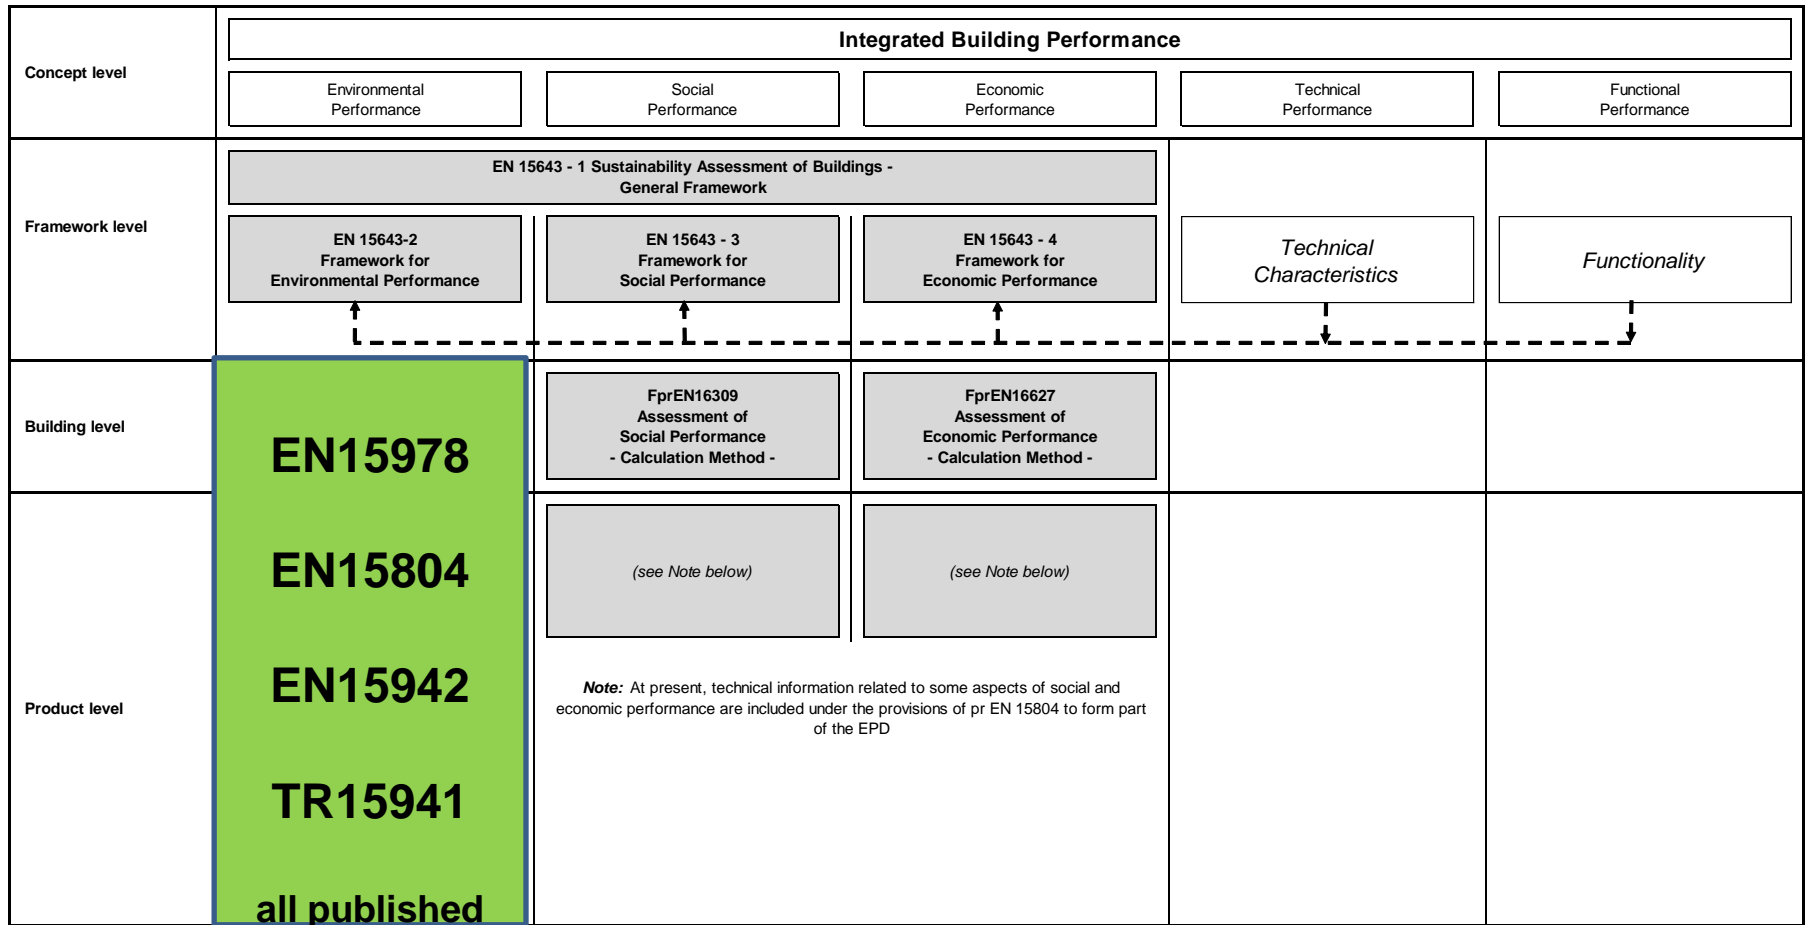 Integrated Building Performance
Concept level
Environmental
Performance
Social
Performance
Economic
Performance
Technical
Performance
Functional
Performance
EN 15643 - 1 Sustainability Assessment of Buildings -
General Framework
Framework level
EN 15643-2
Framework for
Environmental Performance
EN 15643 - 3
Framework for
Social Performance
EN 15643 - 4
Framework for
Economic Performance
Technical
Characteristics
Functionality
Building level
FprEN16309
Assessment of
Social Performance
- Calculation Method -
FprEN16627
Assessment of
Economic Performance
- Calculation Method -
EN15978
EN15804
EN15942
TR15941
all published
Product level
(see Note below)
(see Note below)
Note: At present, technical information related to some aspects of social and
economic performance are included under the provisions of pr EN 15804 to form part
of the EPD